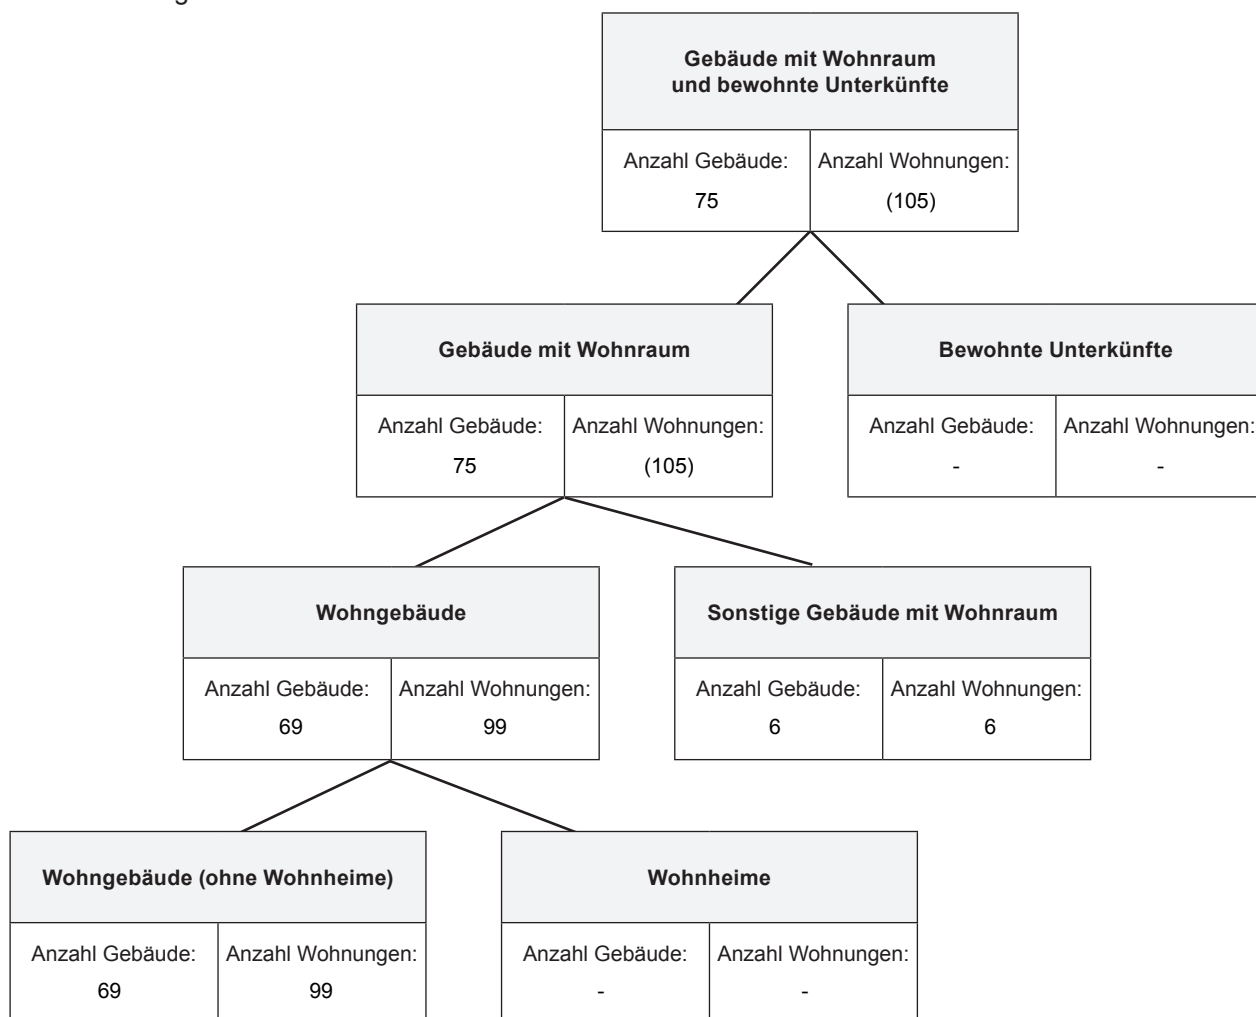 Gebäude mit Wohnraum
und bewohnte Unterkünfte
Anzahl Gebäude: Anzahl Wohnungen:
75 (105)
Gebäude mit Wohnraum
Anzahl Gebäude: Anzahl Wohnungen:
75 (105)
Bewohnte Unterkünfte
Anzahl Gebäude: Anzahl Wohnungen:
- -
Wohngebäude
Anzahl Gebäude: Anzahl Wohnungen:
69 99
Sonstige Gebäude mit Wohnraum
Anzahl Gebäude: Anzahl Wohnungen:
6 6
Wohngebäude (ohne Wohnheime)
Anzahl Gebäude: Anzahl Wohnungen:
69 99
Wohnheime
Anzahl Gebäude: Anzahl Wohnungen:
- -